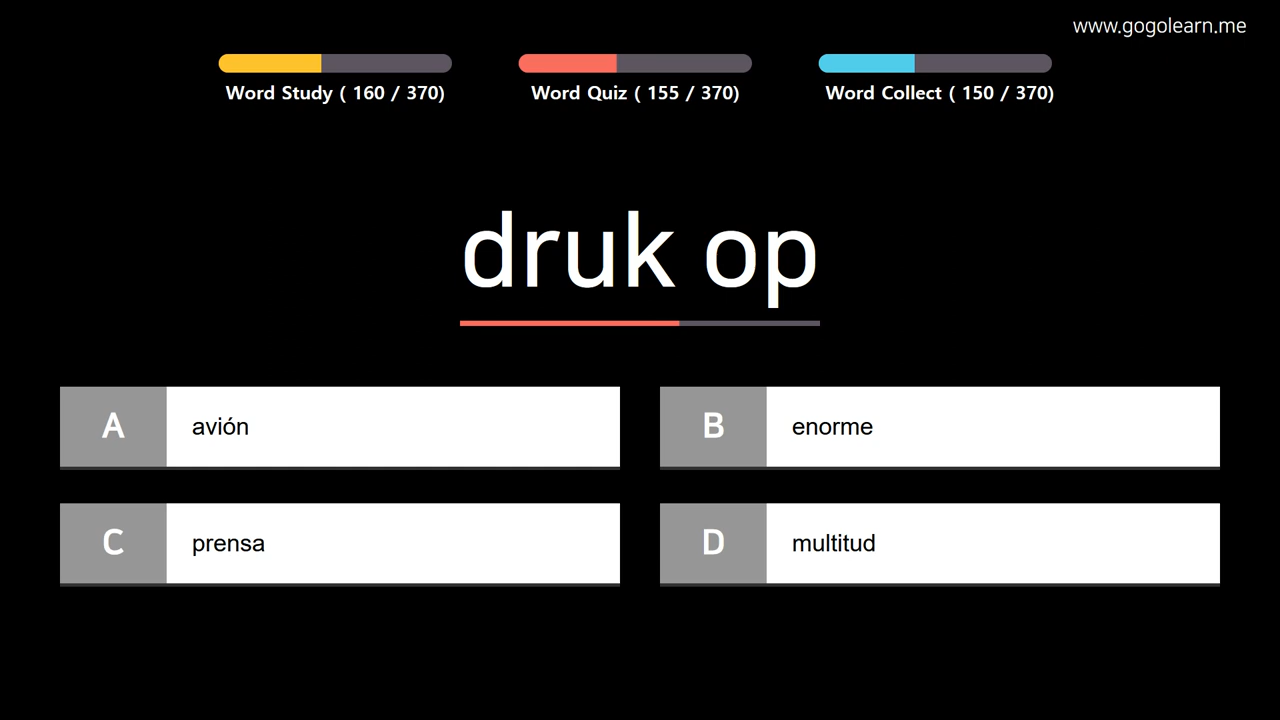 www.gogolearn.me
Word Study ( 160 / 370)
Word Quiz ( 155 / 370)
Word Collect ( 150 / 370)
druk op
A avión
B enorme
C prensa
D multitud